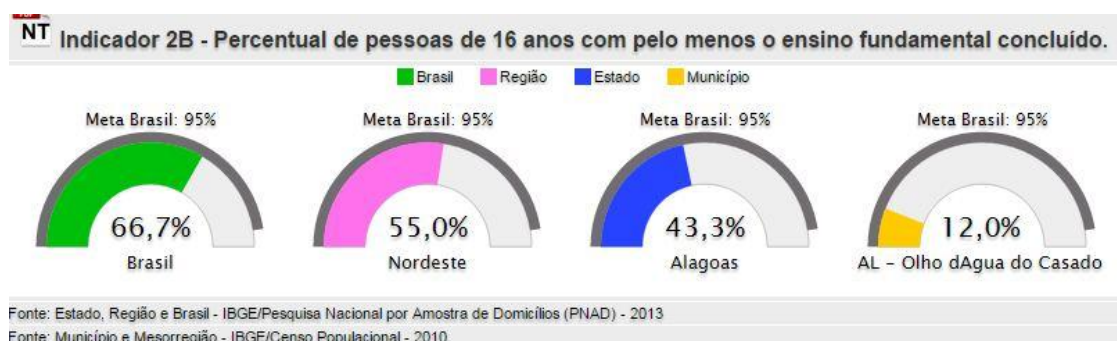 NT Indicador 2B - Percentual de pessoas de 16 anos com pelo menos o ensino fundamental concluído.
Brasil Região Estado Município
Meta Brasil: 95% Meta Brasil: 95% Meta Brasil: 95% Meta Brasil: 95%
66,7% 55,0% 43,3% 12,0%
Brasil Nordeste Alagoas AL - Olho dAgua do Casado
Fonte: Estado, Região e Brasil - IBGE/Pesquisa Nacional por Amostra de Domicílios (PNAD) - 2013
Fonte: Município e Mesorregião - IBGE/Censo Populacional - 2010